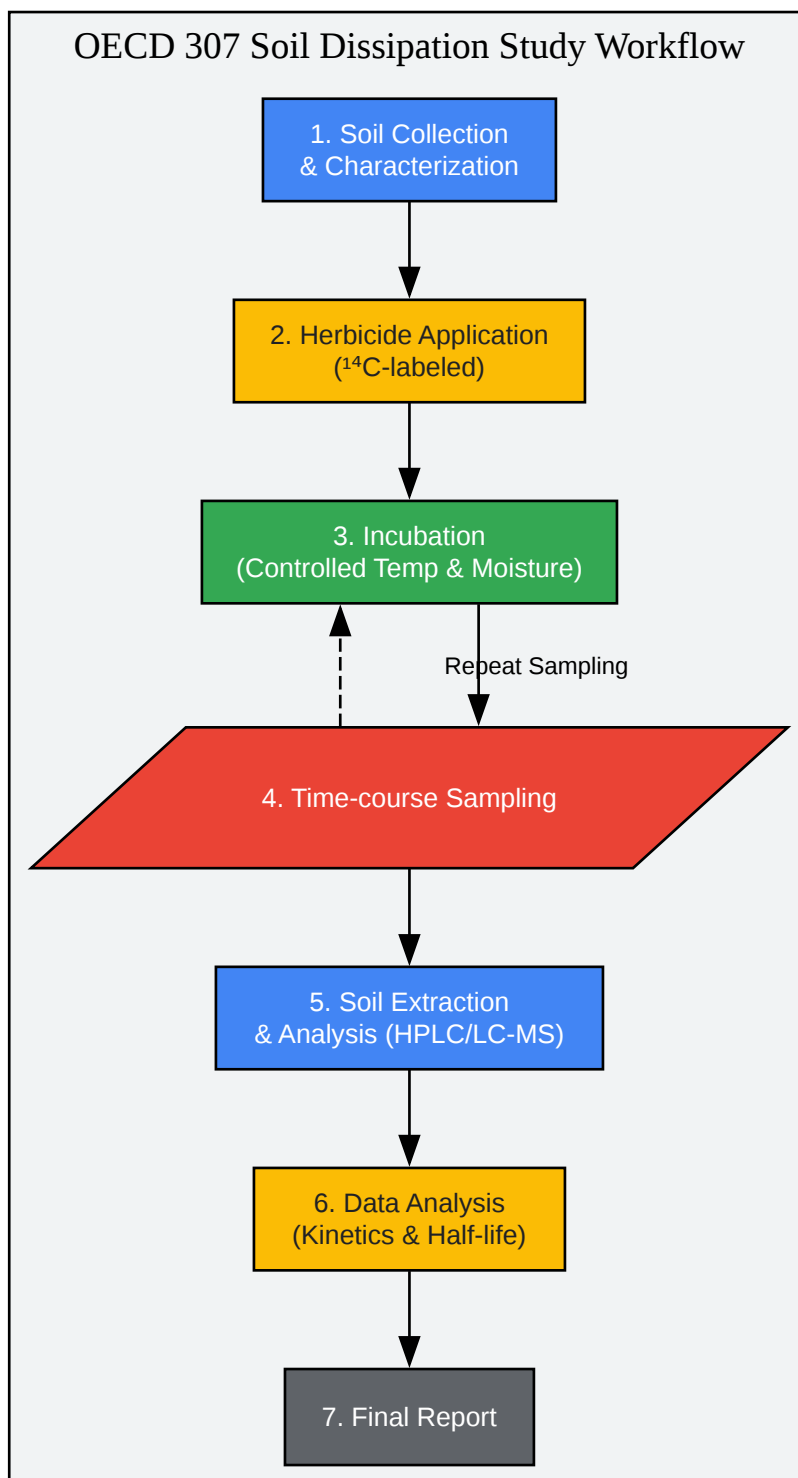 OECD 307 Soil Dissipation Study Workflow
1. Soil Collection
& Characterization
2. Herbicide Application
(¹⁴C-labeled)
3. Incubation
(Controlled Temp & Moisture)
Repeat Sampling
4. Time-course Sampling
5. Soil Extraction
& Analysis (HPLC/LC-MS)
6. Data Analysis
(Kinetics & Half-life)
7. Final Report